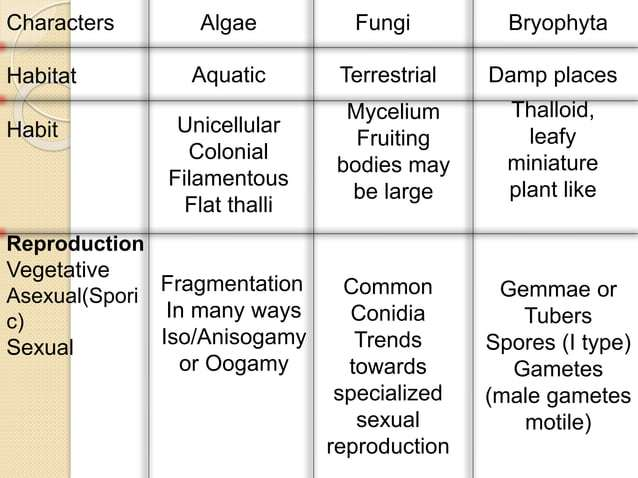 Characters
Algae
Fungi
Bryophyta
Habitat
Aquatic
Terrestrial
Damp places
Habit
Unicellular
Colonial
Filamentous
Flat thalli
Mycelium
Fruiting
bodies may
be large
Thalloid,
leafy
miniature
plant like
Reproduction
Vegetative
Asexual(Spori
c)
Sexual
Fragmentation
In many ways
Iso/Anisogamy
or Oogamy
Common
Conidia
Trends
towards
specialized
sexual
reproduction
Gemmae or
Tubers
Spores (I type)
Gametes
(male gametes
motile)